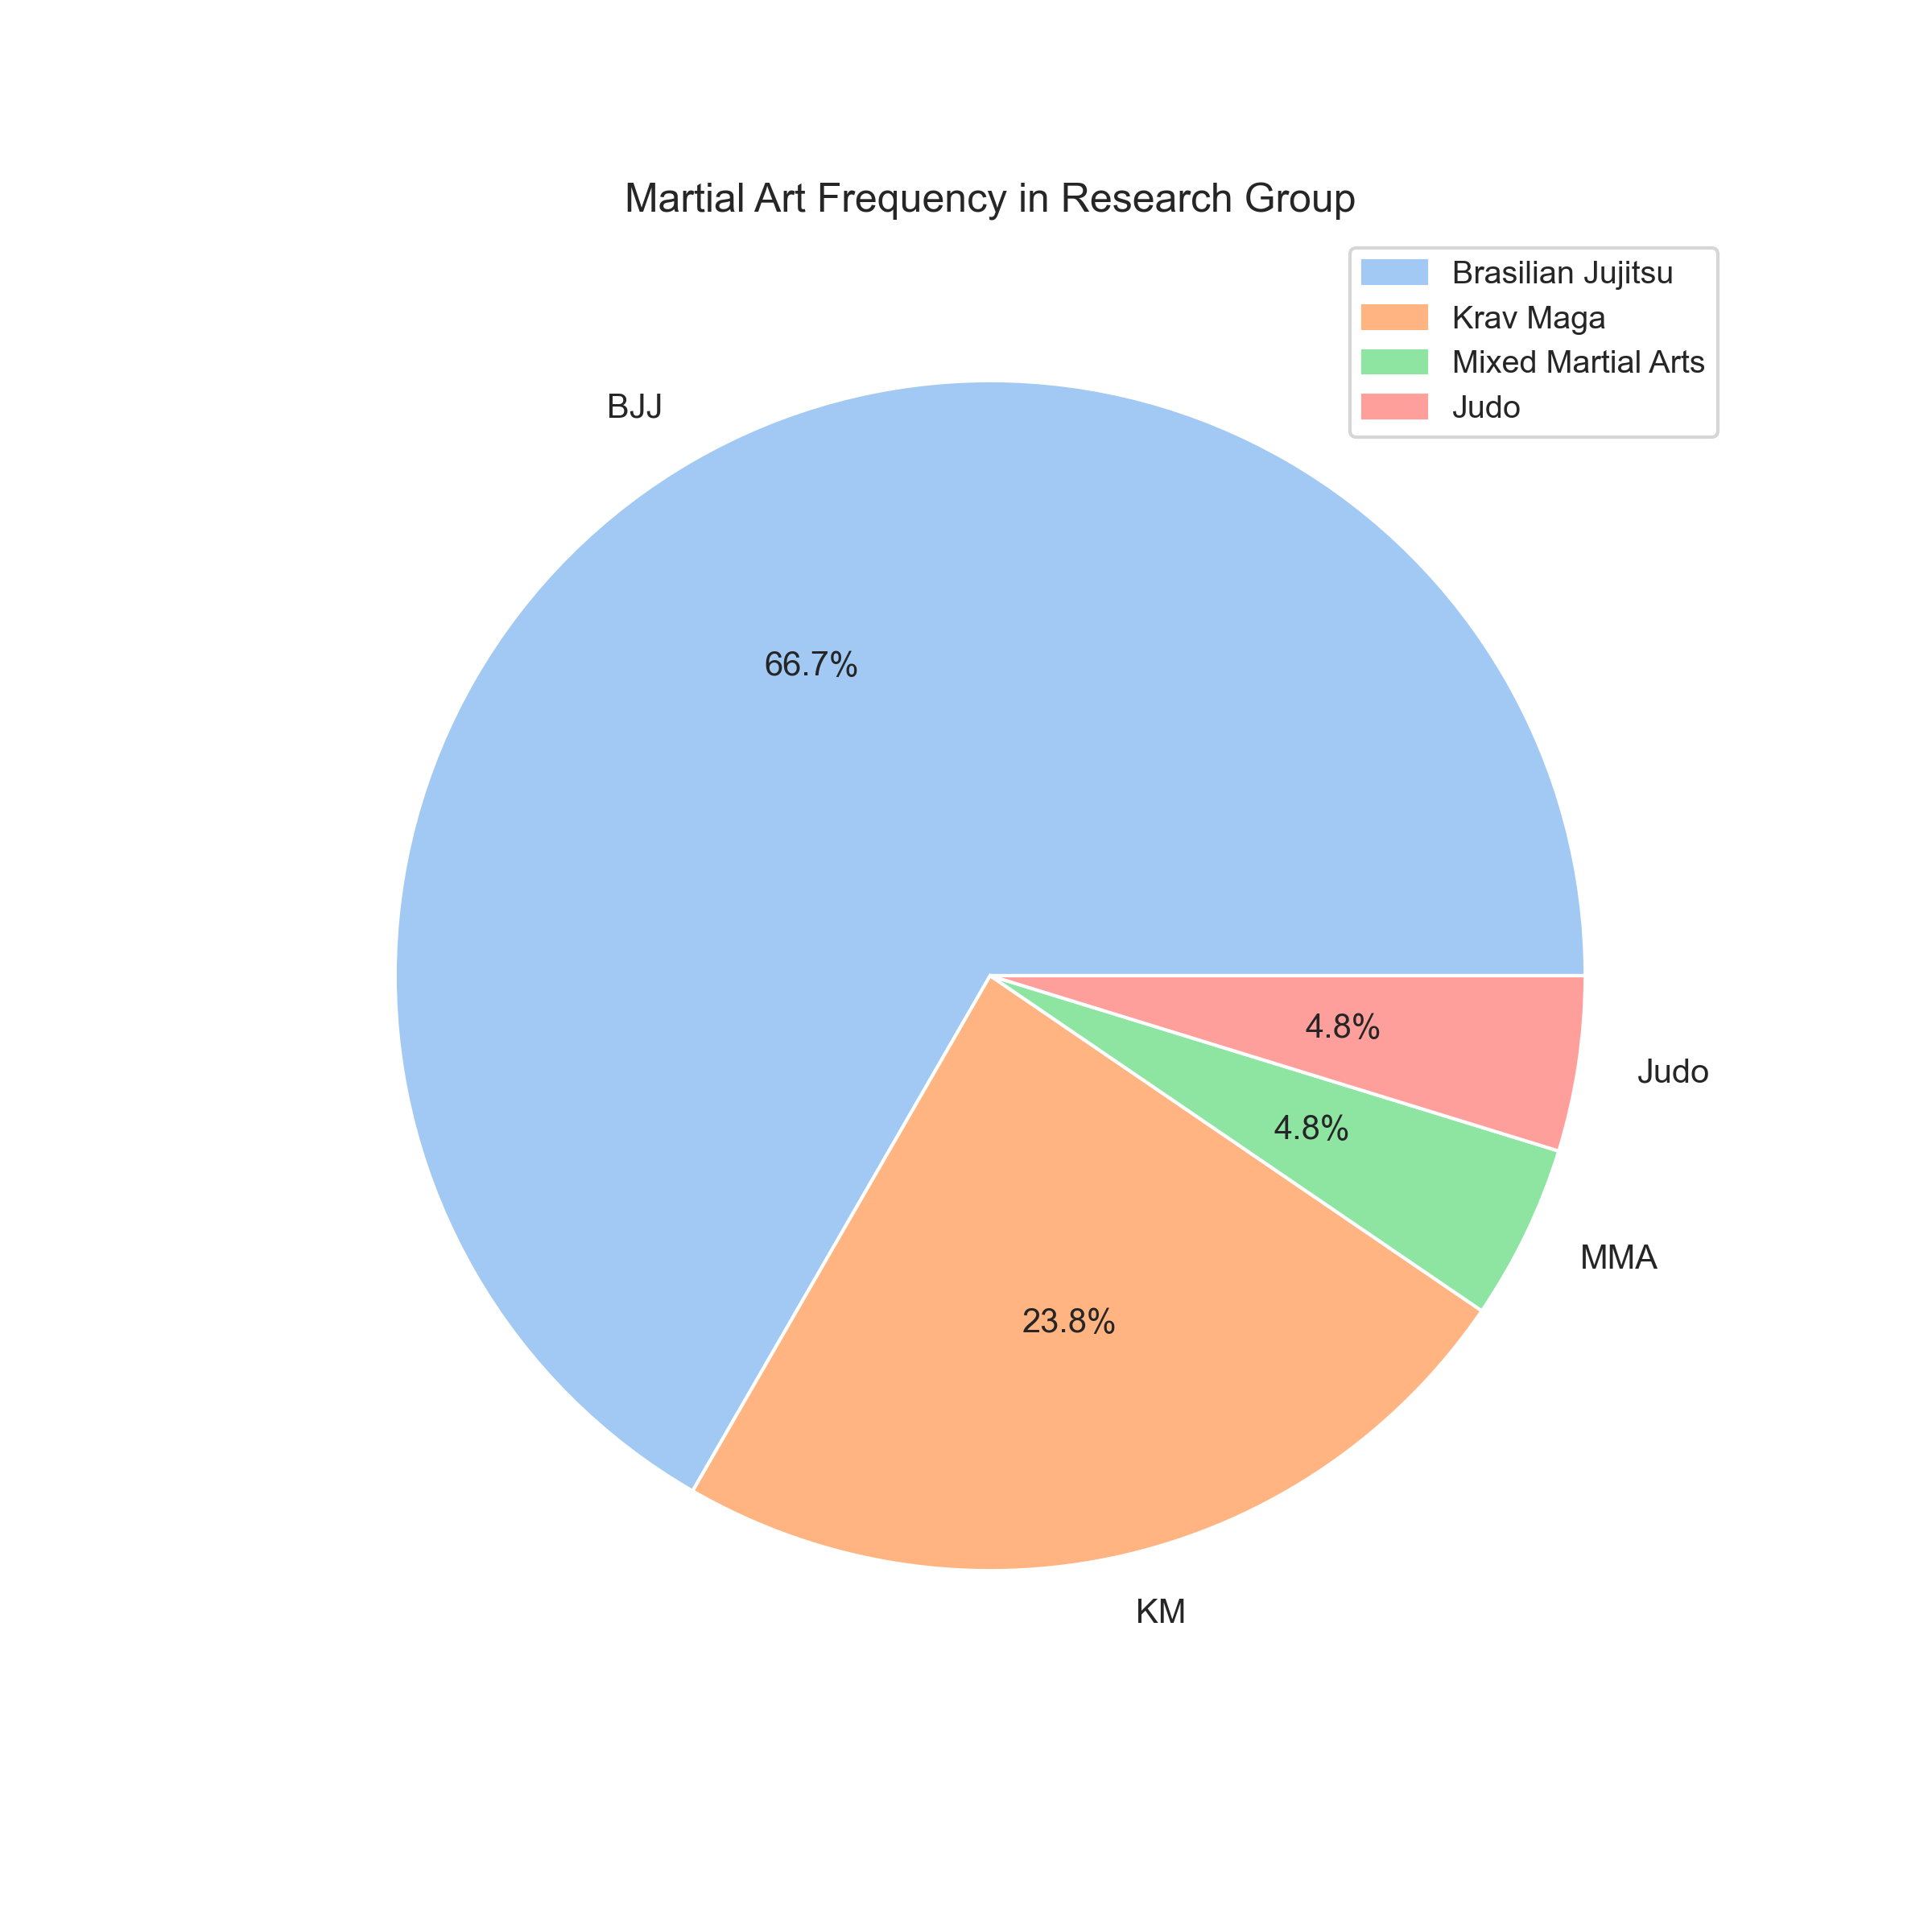 Martial Art Frequency in Research Group
Brasilian Jujitsu
Krav Maga
Mixed Martial Arts
Judo
BJJ
66.7%
4.8%
Judo
4.8%
MMA
23.8%
KM